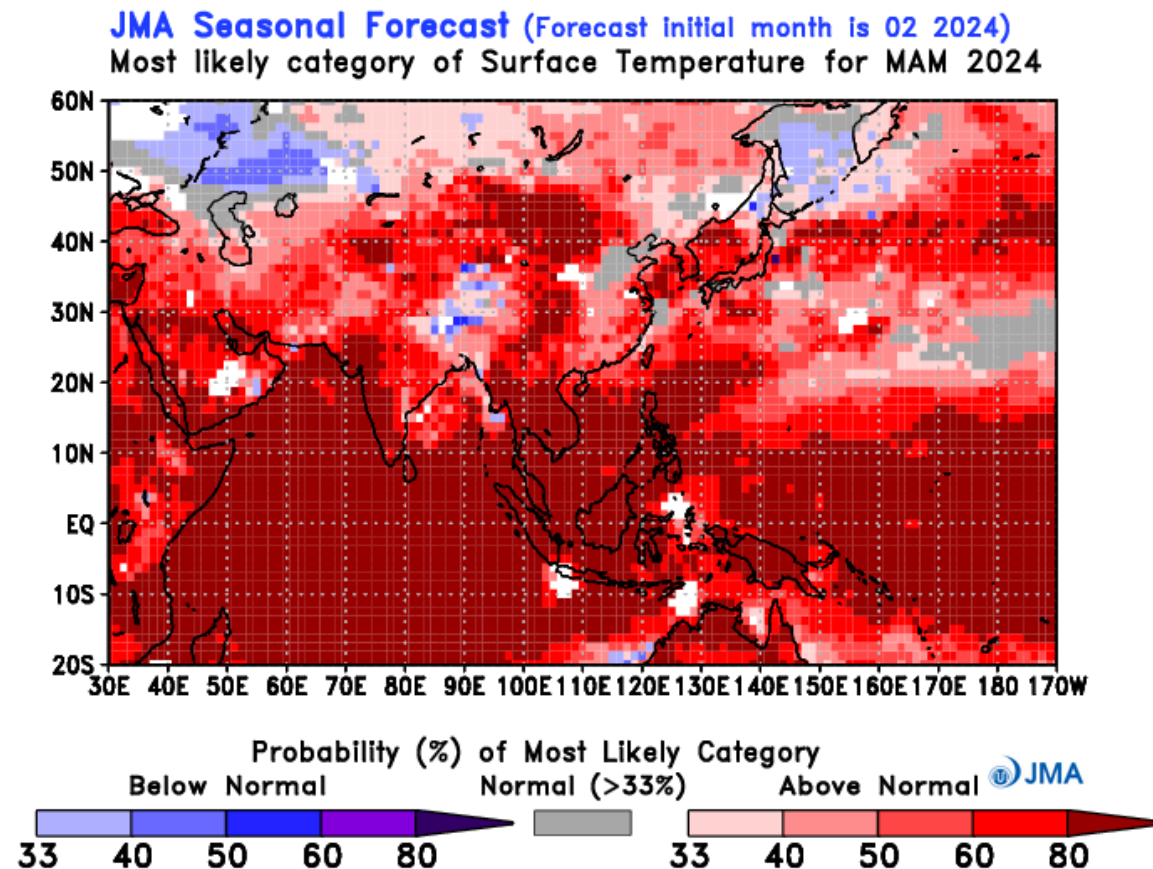 JMA Seasonal Forecast (Forecast initial month is 02 2024)
Most likely category of Surface Temperature for MAM 2024
60N
50N
40N
30N
20N
10N
EQ
10S
20S
30E 40E 50E 60E 70E 80E 90E 100E 110E 120E 130E 140E 150E 160E 170E 180 170W
Probability (%) of Most Likely Category
Below Normal Normal (>33%) Above Normal JMA
33 40 50 60 80 33 40 50 60 80